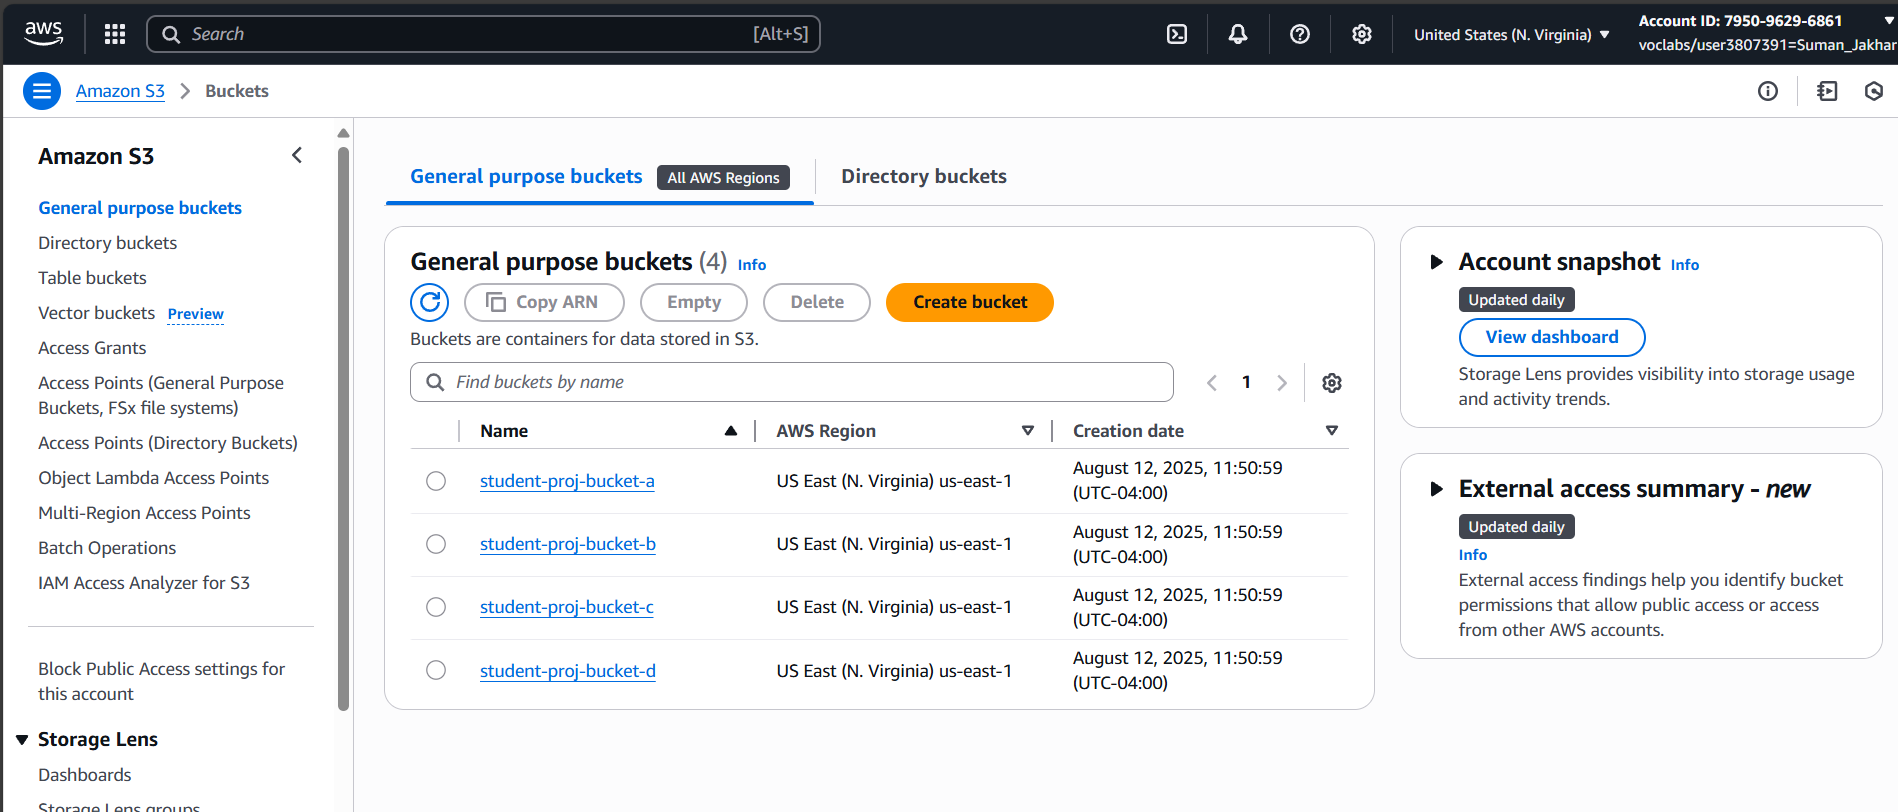 aws
Search [Alt+S]
United States (N. Virginia)
Account ID: 7950-9629-6861
voclabs/user3807391=Suman_Jakhar
Amazon S3 > Buckets
Amazon S3
General purpose buckets
Directory buckets
Table buckets
Vector buckets Preview
Access Grants
Access Points (General Purpose
Buckets, FSx file systems)
Access Points (Directory Buckets)
Object Lambda Access Points
Multi-Region Access Points
Batch Operations
IAM Access Analyzer for S3
Block Public Access settings for
this account
Storage Lens
Dashboards
Storage Lens groups
General purpose buckets All AWS Regions
Directory buckets
General purpose buckets (4) Info
Copy ARN
Empty
Delete
Create bucket
Buckets are containers for data stored in S3.
Find buckets by name
1
Name AWS Region Creation date
student-proj-bucket-a US East (N. Virginia) us-east-1 August 12, 2025, 11:50:59
(UTC-04:00)
student-proj-bucket-b US East (N. Virginia) us-east-1 August 12, 2025, 11:50:59
(UTC-04:00)
student-proj-bucket-c US East (N. Virginia) us-east-1 August 12, 2025, 11:50:59
(UTC-04:00)
student-proj-bucket-d US East (N. Virginia) us-east-1 August 12, 2025, 11:50:59
(UTC-04:00)
Account snapshot Info
Updated daily
View dashboard
Storage Lens provides visibility into storage usage
and activity trends.
External access summary - new
Updated daily
Info
External access findings help you identify bucket
permissions that allow public access or access
from other AWS accounts.